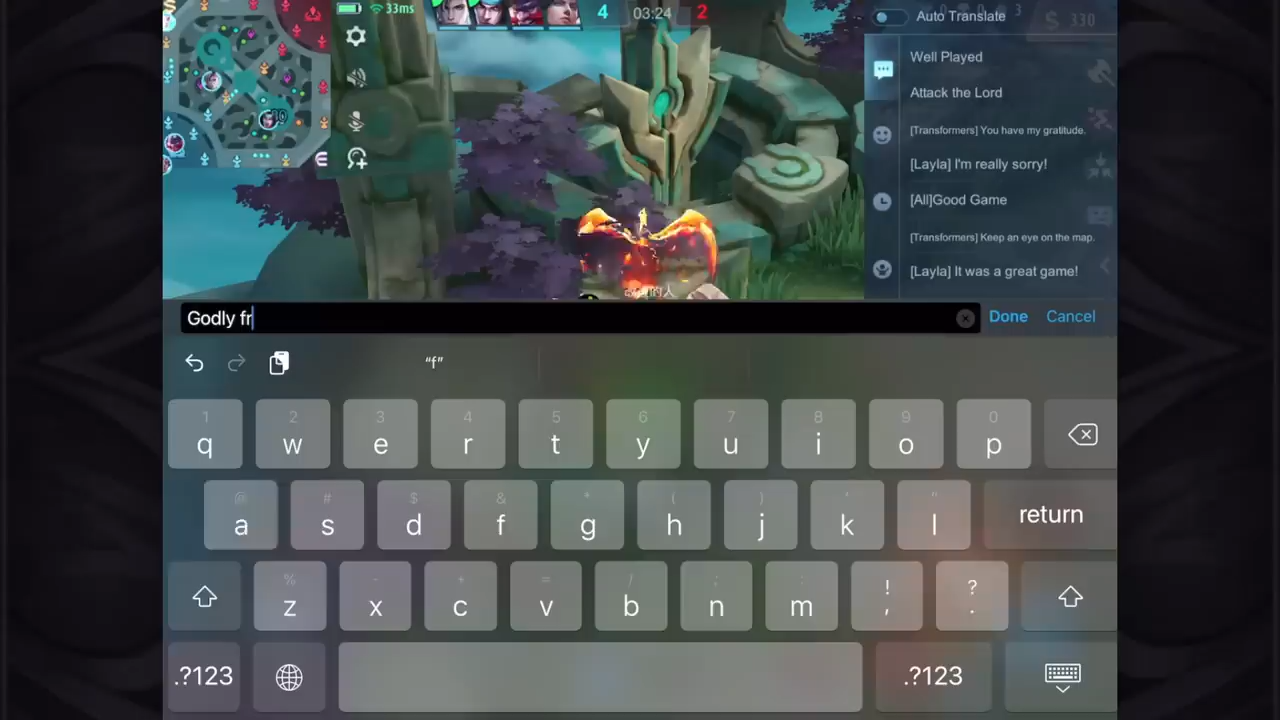 33ms
4 03:24 2
Auto Translate
$ 330
Well Played
Attack the Lord
[Transformers] You have my gratitude.
[Layla] I'm really sorry!
[All]Good Game
[Transformers] Keep an eye on the map.
[Layla] It was a great game!
Godly fr
Done Cancel
“f”
1 2 3 4 5 6 7 8 9 0
q w e r t y u i o p
@ # $ & * ( ) ' "
a s d f g h j k l return
% - + = / ; : ! ?
z x c v b n m , .
.?123 .?123